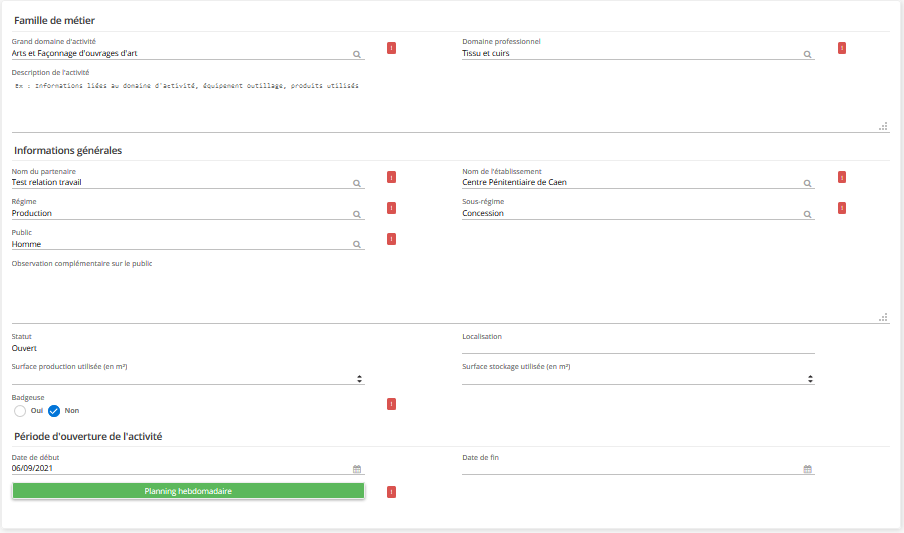 Famille de métier
Grand domaine d'activité
Arts et Façonnage d'ouvrages d'art
!
Domaine professionnel
Tissu et cuirs
!
Description de l'activité
Ex : Informations liées au domaine d'activité, équipement outillage, produits utilisés
Informations générales
Nom du partenaire
Test relation travail
!
Nom de l'établissement
Centre Pénitentiaire de Caen
!
Régime
Production
!
Sous-régime
Concession
!
Public
Homme
!
Observation complémentaire sur le public
Statut
Ouvert
Localisation
Surface production utilisée (en m²)
Surface stockage utilisée (en m²)
Badgeuse
Oui Non
!
Période d'ouverture de l'activité
Date de début
06/09/2021
Date de fin
Planning hebdomadaire
!